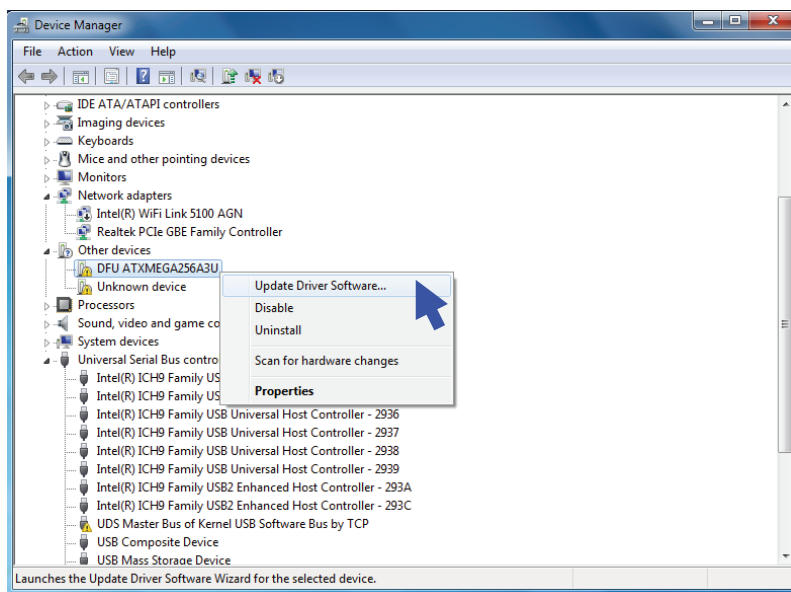 Device Manager
File Action View Help
IDE ATA/ATAPI controllers
Imaging devices
Keyboards
Mice and other pointing devices
Monitors
Network adapters
Intel(R) WiFi Link 5100 AGN
Realtek PCIe GBE Family Controller
Other devices
DFU ATXMEGA256A3U
Unknown device
Processors
Sound, video and game co
System devices
Universal Serial Bus contro
Intel(R) ICH9 Family US
Intel(R) ICH9 Family US
Intel(R) ICH9 Family USB Universal Host Controller - 2936
Intel(R) ICH9 Family USB Universal Host Controller - 2937
Intel(R) ICH9 Family USB Universal Host Controller - 2938
Intel(R) ICH9 Family USB Universal Host Controller - 2939
Intel(R) ICH9 Family USB2 Enhanced Host Controller - 293A
Intel(R) ICH9 Family USB2 Enhanced Host Controller - 293C
UDS Master Bus of Kernel USB Software Bus by TCP
USB Composite Device
USB Mass Storage Device
Update Driver Software...
Disable
Uninstall
Scan for hardware changes
Properties
Launches the Update Driver Software Wizard for the selected device.